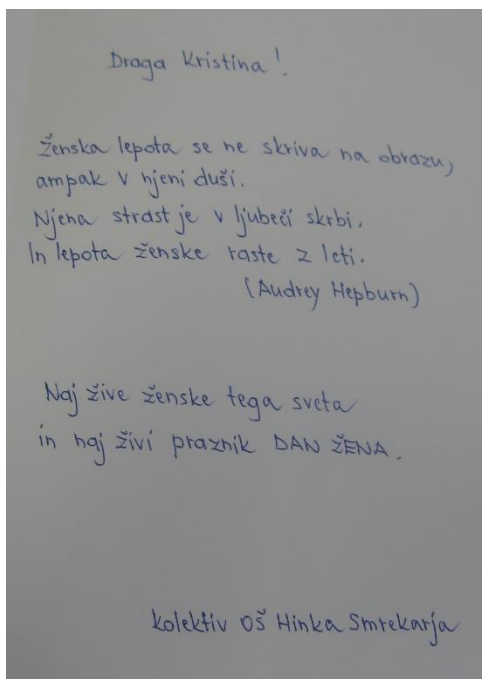 Draga Kristina!
Ženska lepota se ne skriva na obrazu,
ampak v njeni duši.
Njena strast je v ljubeči skrbi.
In lepota ženske raste z leti.
(Audrey Hepburn)
Naj žive ženske tega sveta
in naj živi praznik DAN ŽENA.
kolektiv OŠ Hinka Smrekarja